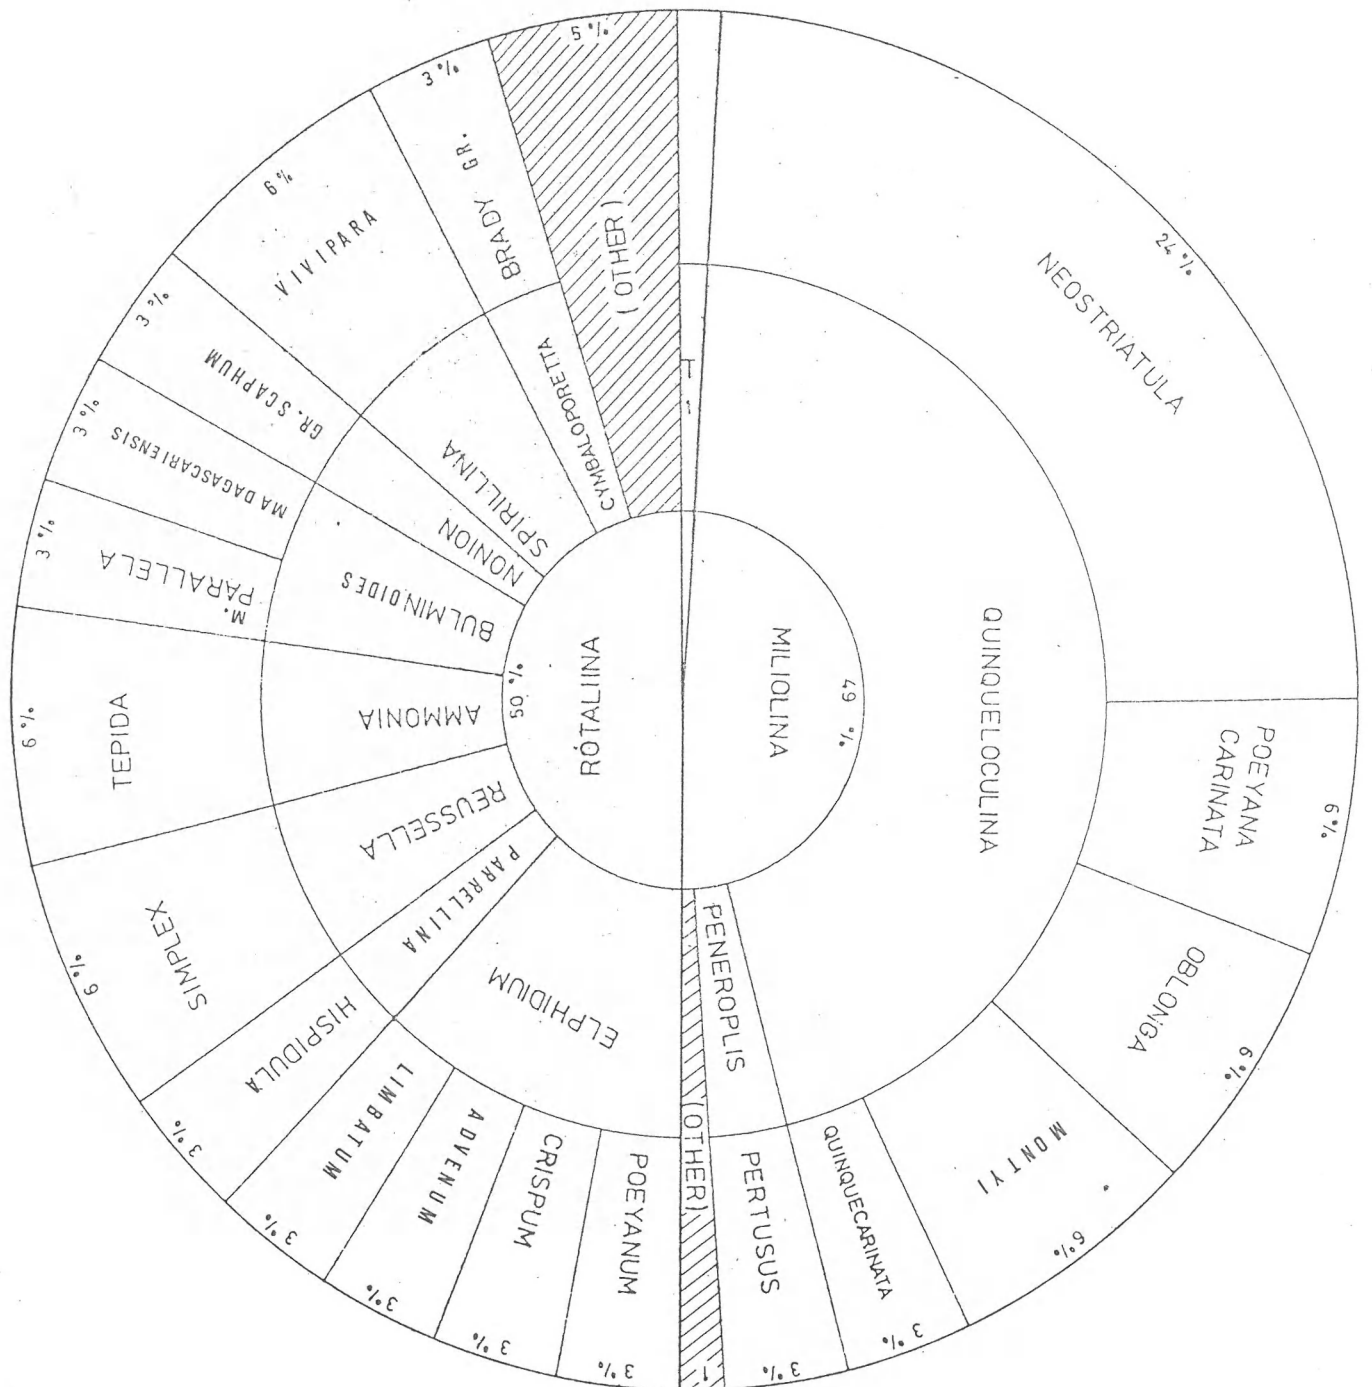 T.
MILIOLINA
49 %
QUINQUELOCULINA
NEOSTRIATULA
24 %
POEYANA
CARINATA
6%
OBLONGA
6%
MONTYI
6%
QUINQUECARINATA
3 %
PENEROPLIS
PERTUSUS
3%
(OTHER)
1
RÓTALIINA
50 %
ELPHIDIUM
POEYANUM
3%
CRISPUM
3%
ADVENUM
3%
LIMBATUM
3%
PARRELLINA
HISPIDULA
3%
REUSSELLA
SIMPLEX
6%
AMMONIA
TEPIDA
6%
BULMINOIDES
M.
PARALLELA
3%
MADAGASCARIENSIS
3%
NONION
GR. SCAPHUM
3%
SPIRILLINA
VIVIPARA
6%
CYMBALOPORETTA
BRADY GR.
3%
(OTHER)
5%